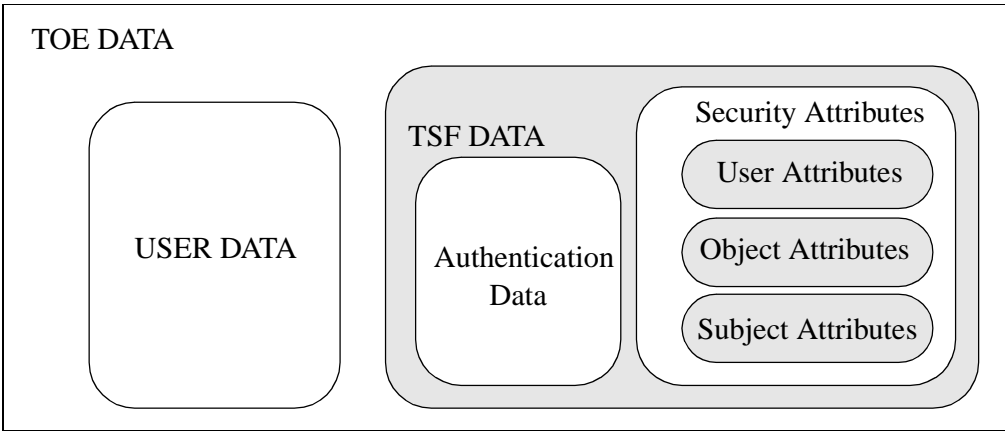 TOE DATA
USER DATA
TSF DATA
Authentication
Data
Security Attributes
User Attributes
Object Attributes
Subject Attributes